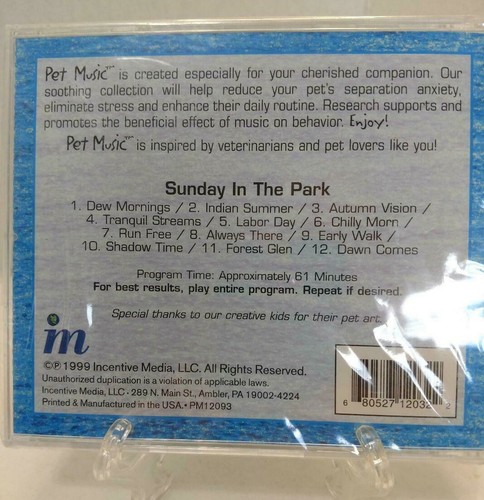 Pet Music™ is created especially for your cherished companion. Our
soothing collection will help reduce your pet's separation anxiety,
eliminate stress and enhance their daily routine. Research supports and
promotes the beneficial effect of music on behavior. Enjoy!
Pet Music™ is inspired by veterinarians and pet lovers like you!
Sunday In The Park
1. Dew Mornings / 2. Indian Summer / 3. Autumn Vision /
4. Tranquil Streams / 5. Labor Day / 6. Chilly Morn /
7. Run Free / 8. Always There / 9. Early Walk /
10. Shadow Time / 11. Forest Glen / 12. Dawn Comes
Program Time: Approximately 61 Minutes
For best results, play entire program. Repeat if desired.
Special thanks to our creative kids for their pet art.
im
©℗ 1999 Incentive Media, LLC. All Rights Reserved.
Unauthorized duplication is a violation of applicable laws.
Incentive Media, LLC - 289 N. Main St., Ambler, PA 19002-4224
Printed & Manufactured in the USA. • PM12093
6 80527 12032 2